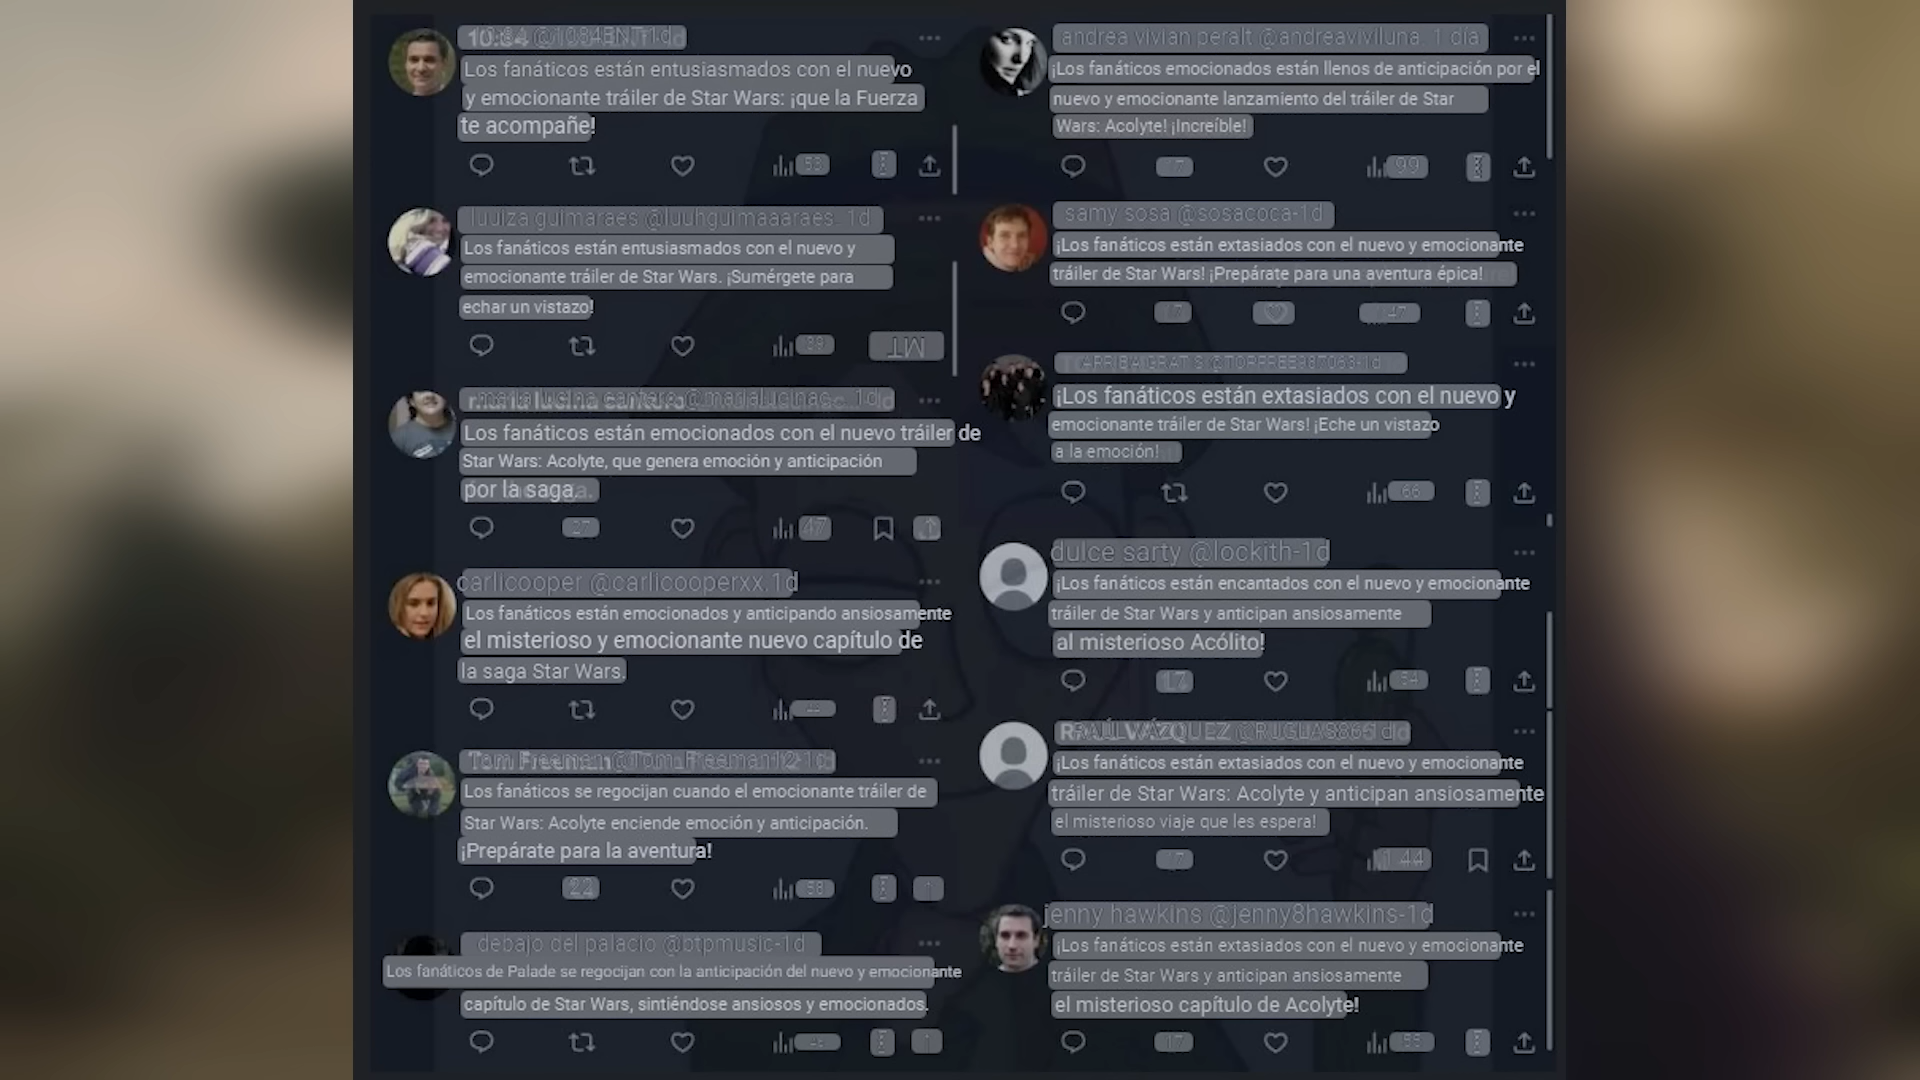 10:84 @1084BNT-1d
Los fanáticos están entusiasmados con el nuevo
y emocionante tráiler de Star Wars: ¡que la Fuerza
te acompañe!
53
luuiza guimaraes @luuhguimaaaraes. 1d
Los fanáticos están entusiasmados con el nuevo y
emocionante tráiler de Star Wars. ¡Sumérgete para
echar un vistazo!
89
maria lucina cantero @marialucinac... 1d
Los fanáticos están emocionados con el nuevo tráiler de
Star Wars: Acolyte, que genera emoción y anticipación
por la saga.
27 47
carlicooper @carlicooperxx.1d
Los fanáticos están emocionados y anticipando ansiosamente
el misterioso y emocionante nuevo capítulo de
la saga Star Wars.
44
Tom Freeman @Tom_Freeman12-1d
Los fanáticos se regocijan cuando el emocionante tráiler de
Star Wars: Acolyte enciende emoción y anticipación.
¡Prepárate para la aventura!
22 58
debajo del palacio @btpmusic-1d
Los fanáticos de Palade se regocijan con la anticipación del nuevo y emocionante
capítulo de Star Wars, sintiéndose ansiosos y emocionados.
andrea vivian peralt @andreaviviluna. 1 día
¡Los fanáticos emocionados están llenos de anticipación por el
nuevo y emocionante lanzamiento del tráiler de Star
Wars: Acolyte! ¡Increíble!
17 99
samy sosa @sosacoca-1d
¡Los fanáticos están extasiados con el nuevo y emocionante
tráiler de Star Wars! ¡Prepárate para una aventura épica!
17 47
ARRIBA GRATIS @TOPFREE987063-1d
¡Los fanáticos están extasiados con el nuevo y
emocionante tráiler de Star Wars! ¡Eche un vistazo
a la emoción!
66
dulce sarty @lockith-1d
¡Los fanáticos están encantados con el nuevo y emocionante
tráiler de Star Wars y anticipan ansiosamente
al misterioso Acólito!
17 54
RAÚL VÁZQUEZ
¡Los fanáticos están extasiados con el nuevo y emocionante
tráiler de Star Wars: Acolyte y anticipan ansiosamente
el misterioso viaje que les espera!
17 44
jenny hawkins @jenny8hawkins-1d
¡Los fanáticos están extasiados con el nuevo y emocionante
tráiler de Star Wars y anticipan ansiosamente
el misterioso capítulo de Acolyte!
17 55